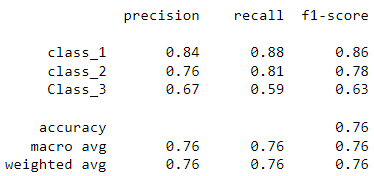 precision recall f1-score
class_1 0.84 0.88 0.86
class_2 0.76 0.81 0.78
Class_3 0.67 0.59 0.63
accuracy 0.76
macro avg 0.76 0.76 0.76
weighted avg 0.76 0.76 0.76